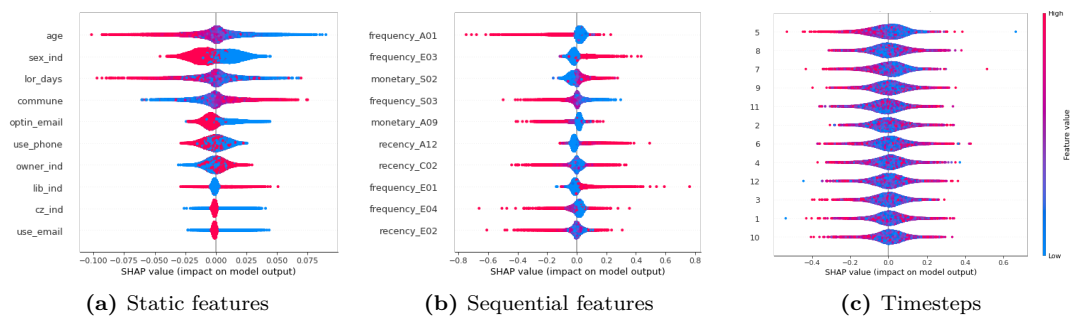 age
sex_ind
lor_days
commune
optin_email
use_phone
owner_ind
lib_ind
cz_ind
use_email
−0.100 −0.075 −0.050 −0.025 0.000 0.025 0.050 0.075
SHAP value (impact on model output)
(a) Static features
frequency_A01
frequency_E03
monetary_S02
frequency_S03
monetary_A09
recency_A12
recency_C02
frequency_E01
frequency_E04
recency_E02
−0.8 −0.6 −0.4 −0.2 0.0 0.2 0.4 0.6 0.8
SHAP value (impact on model output)
(b) Sequential features
5
8
7
9
11
2
6
4
12
3
1
10
−0.4 −0.2 0.0 0.2 0.4 0.6
SHAP value (impact on model output)
(c) Timesteps
High
Feature value
Low